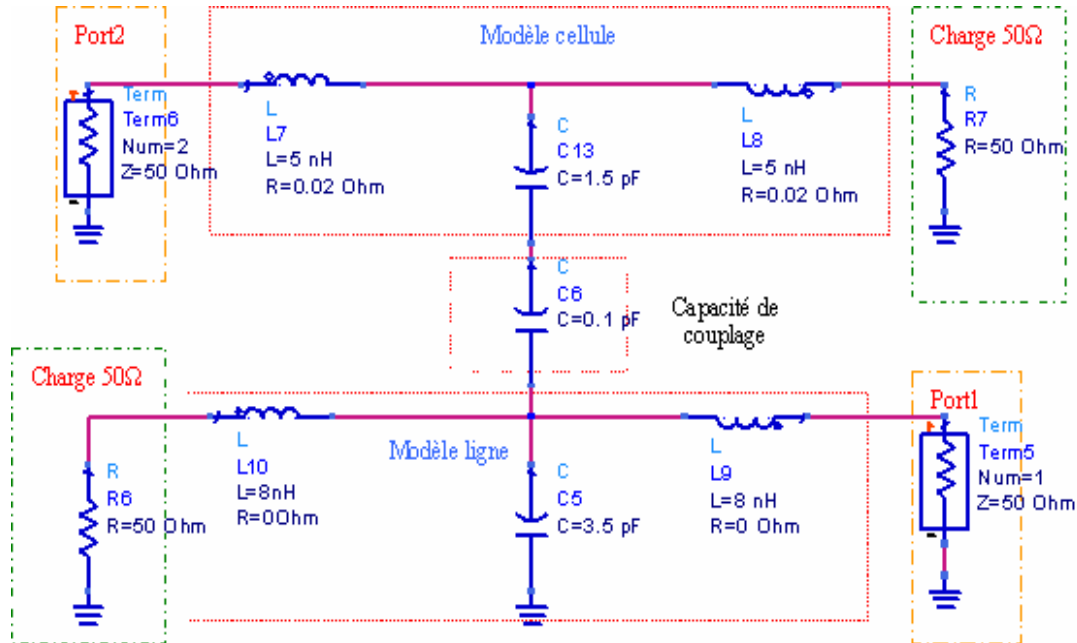 Port2
Modèle cellule
Charge 50Ω
Term
Term6
Num=2
Z=50 Ohm
L
L7
L=5 nH
R=0.02 Ohm
C
C13
C=1.5 pF
L
L8
L=5 nH
R=0.02 Ohm
R
R7
R=50 Ohm
C
C6
C=0.1 pF
Capacité de
couplage
Charge 50Ω
R
R6
R=50 Ohm
L
L10
L=8nH
R=0Ohm
Modèle ligne
C
C5
C=3.5 pF
L
L9
L=8 nH
R=0 Ohm
Port1
Term
Term5
Num=1
Z=50 Ohm